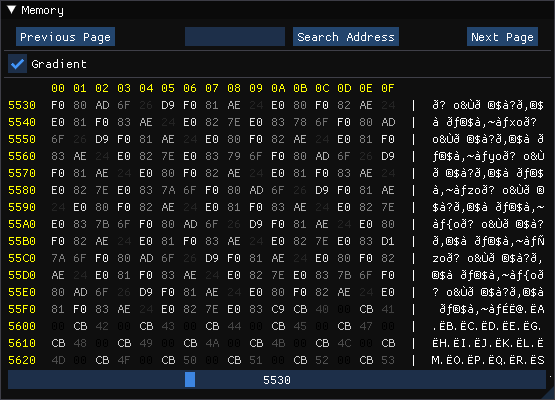 Memory
Previous Page Search Address Next Page
Gradient
00 01 02 03 04 05 06 07 08 09 0A 0B 0C 0D 0E 0F
5530 F0 80 AD 6F 26 D9 F0 81 AE 24 E0 80 F0 82 AE 24 | ð? o&Ùð ®$à?ð‚®$
5540 E0 81 F0 83 AE 24 E0 82 7E E0 83 78 6F F0 80 AD | à ðƒ®$à‚~àƒxoð?
5550 6F 26 D9 F0 81 AE 24 E0 80 F0 82 AE 24 E0 81 F0 | o&Ùð ®$à?ð‚®$à ð
5560 83 AE 24 E0 82 7E E0 83 79 6F F0 80 AD 6F 26 D9 | ƒ®$à‚~àƒyoð? o&Ù
5570 F0 81 AE 24 E0 80 F0 82 AE 24 E0 81 F0 83 AE 24 | ð ®$à?ð‚®$à ðƒ®$
5580 E0 82 7E E0 83 7A 6F F0 80 AD 6F 26 D9 F0 81 AE | à‚~àƒzoð? o&Ùð ®
5590 24 E0 80 F0 82 AE 24 E0 81 F0 83 AE 24 E0 82 7E | $à?ð‚®$à ðƒ®$à‚~
55A0 E0 83 7B 6F F0 80 AD 6F 26 D9 F0 81 AE 24 E0 80 | àƒ{oð? o&Ùð ®$à?
55B0 F0 82 AE 24 E0 81 F0 83 AE 24 E0 82 7E E0 83 D1 | ð‚®$à ðƒ®$à‚~àƒÑ
55C0 7A 6F F0 80 AD 6F 26 D9 F0 81 AE 24 E0 80 F0 82 | zoð? o&Ùð ®$à?ð‚
55D0 AE 24 E0 81 F0 83 AE 24 E0 82 7E E0 83 7B 6F F0 | ®$à ðƒ®$à‚~àƒ{oð
55E0 80 AD 6F 26 D9 F0 81 AE 24 E0 80 F0 82 AE 24 E0 | ? o&Ùð ®$à?ð‚®$à
55F0 81 F0 83 AE 24 E0 82 7E E0 83 C9 CB 40 00 CB 41 | ðƒ®$à‚~àƒÉË@.ËA
5600 00 CB 42 00 CB 43 00 CB 44 00 CB 45 00 CB 47 00 | .ËB.ËC.ËD.ËE.ËG.
5610 CB 48 00 CB 49 00 CB 4A 00 CB 4B 00 CB 4C 00 CB | ËH.ËI.ËJ.ËK.ËL.Ë
5620 4D 00 CB 4F 00 CB 50 00 CB 51 00 CB 52 00 CB 53 | M.ËO.ËP.ËQ.ËR.ËS
5530